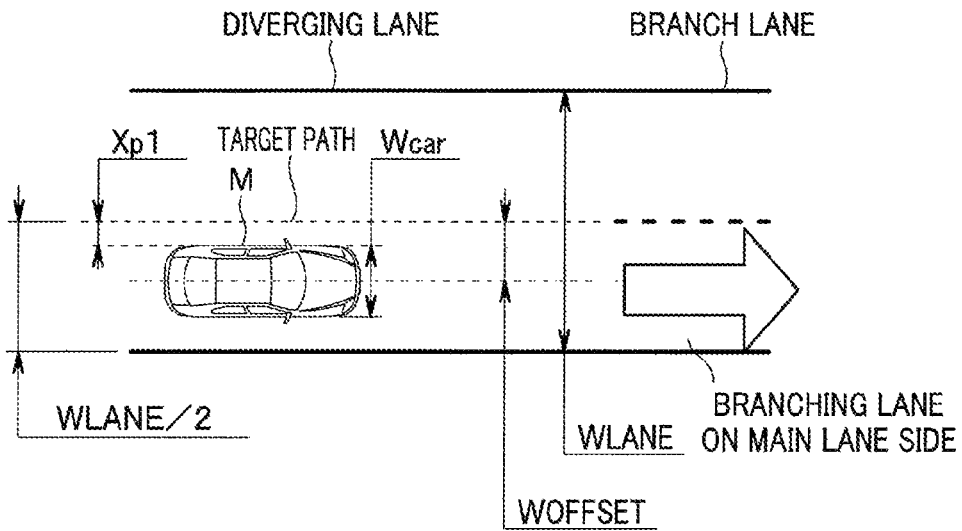 DIVERGING LANE
BRANCH LANE
Xp1
TARGET PATH
Wcar
M
WLANE/2
BRANCHING LANE
ON MAIN LANE SIDE
WLANE
WOFFSET